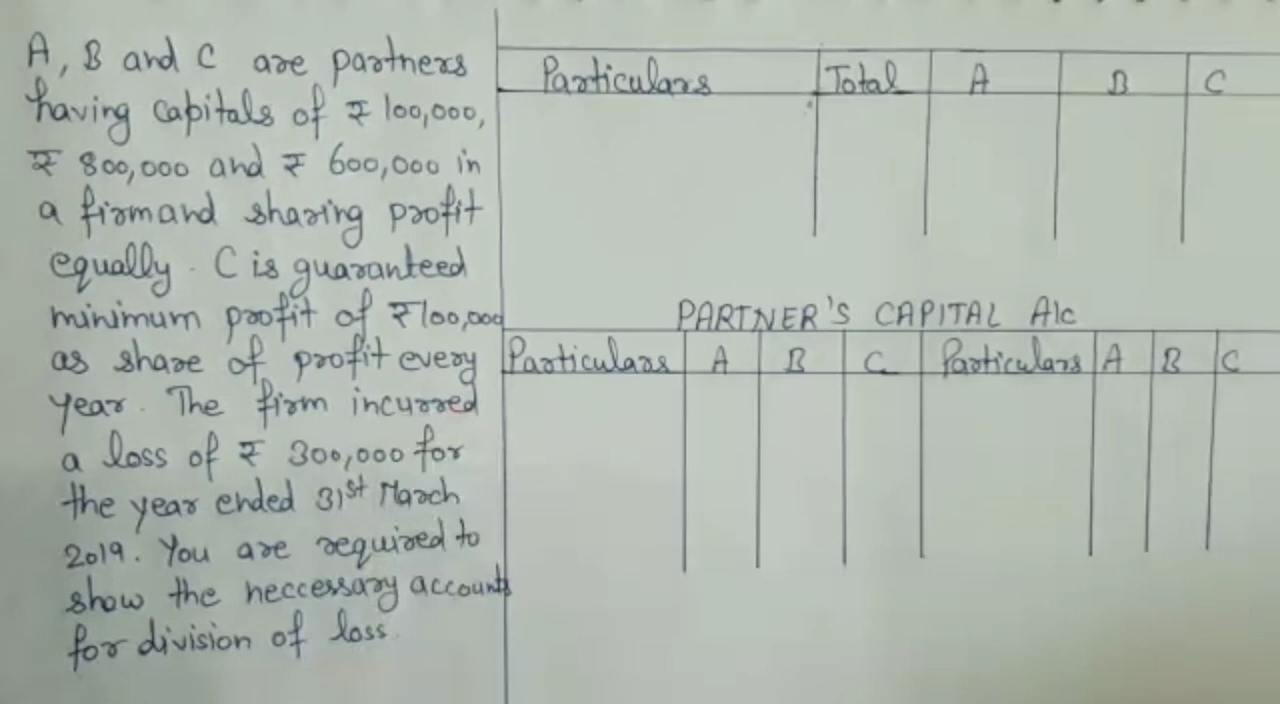 A, B and C are partners
having capitals of ₹ 100,000,
₹ 800,000 and ₹ 600,000 in
a firm and sharing profit
equally. C is guaranteed
minimum profit of ₹100,000
as share of profit every
year. The firm incurred
a loss of ₹ 300,000 for
the year ended 31st March
2019. You are required to
show the neccessary accounts
for division of loss.
Particulars Total A B C
PARTNER'S CAPITAL A/c
Particulars A B C Particulars A B C